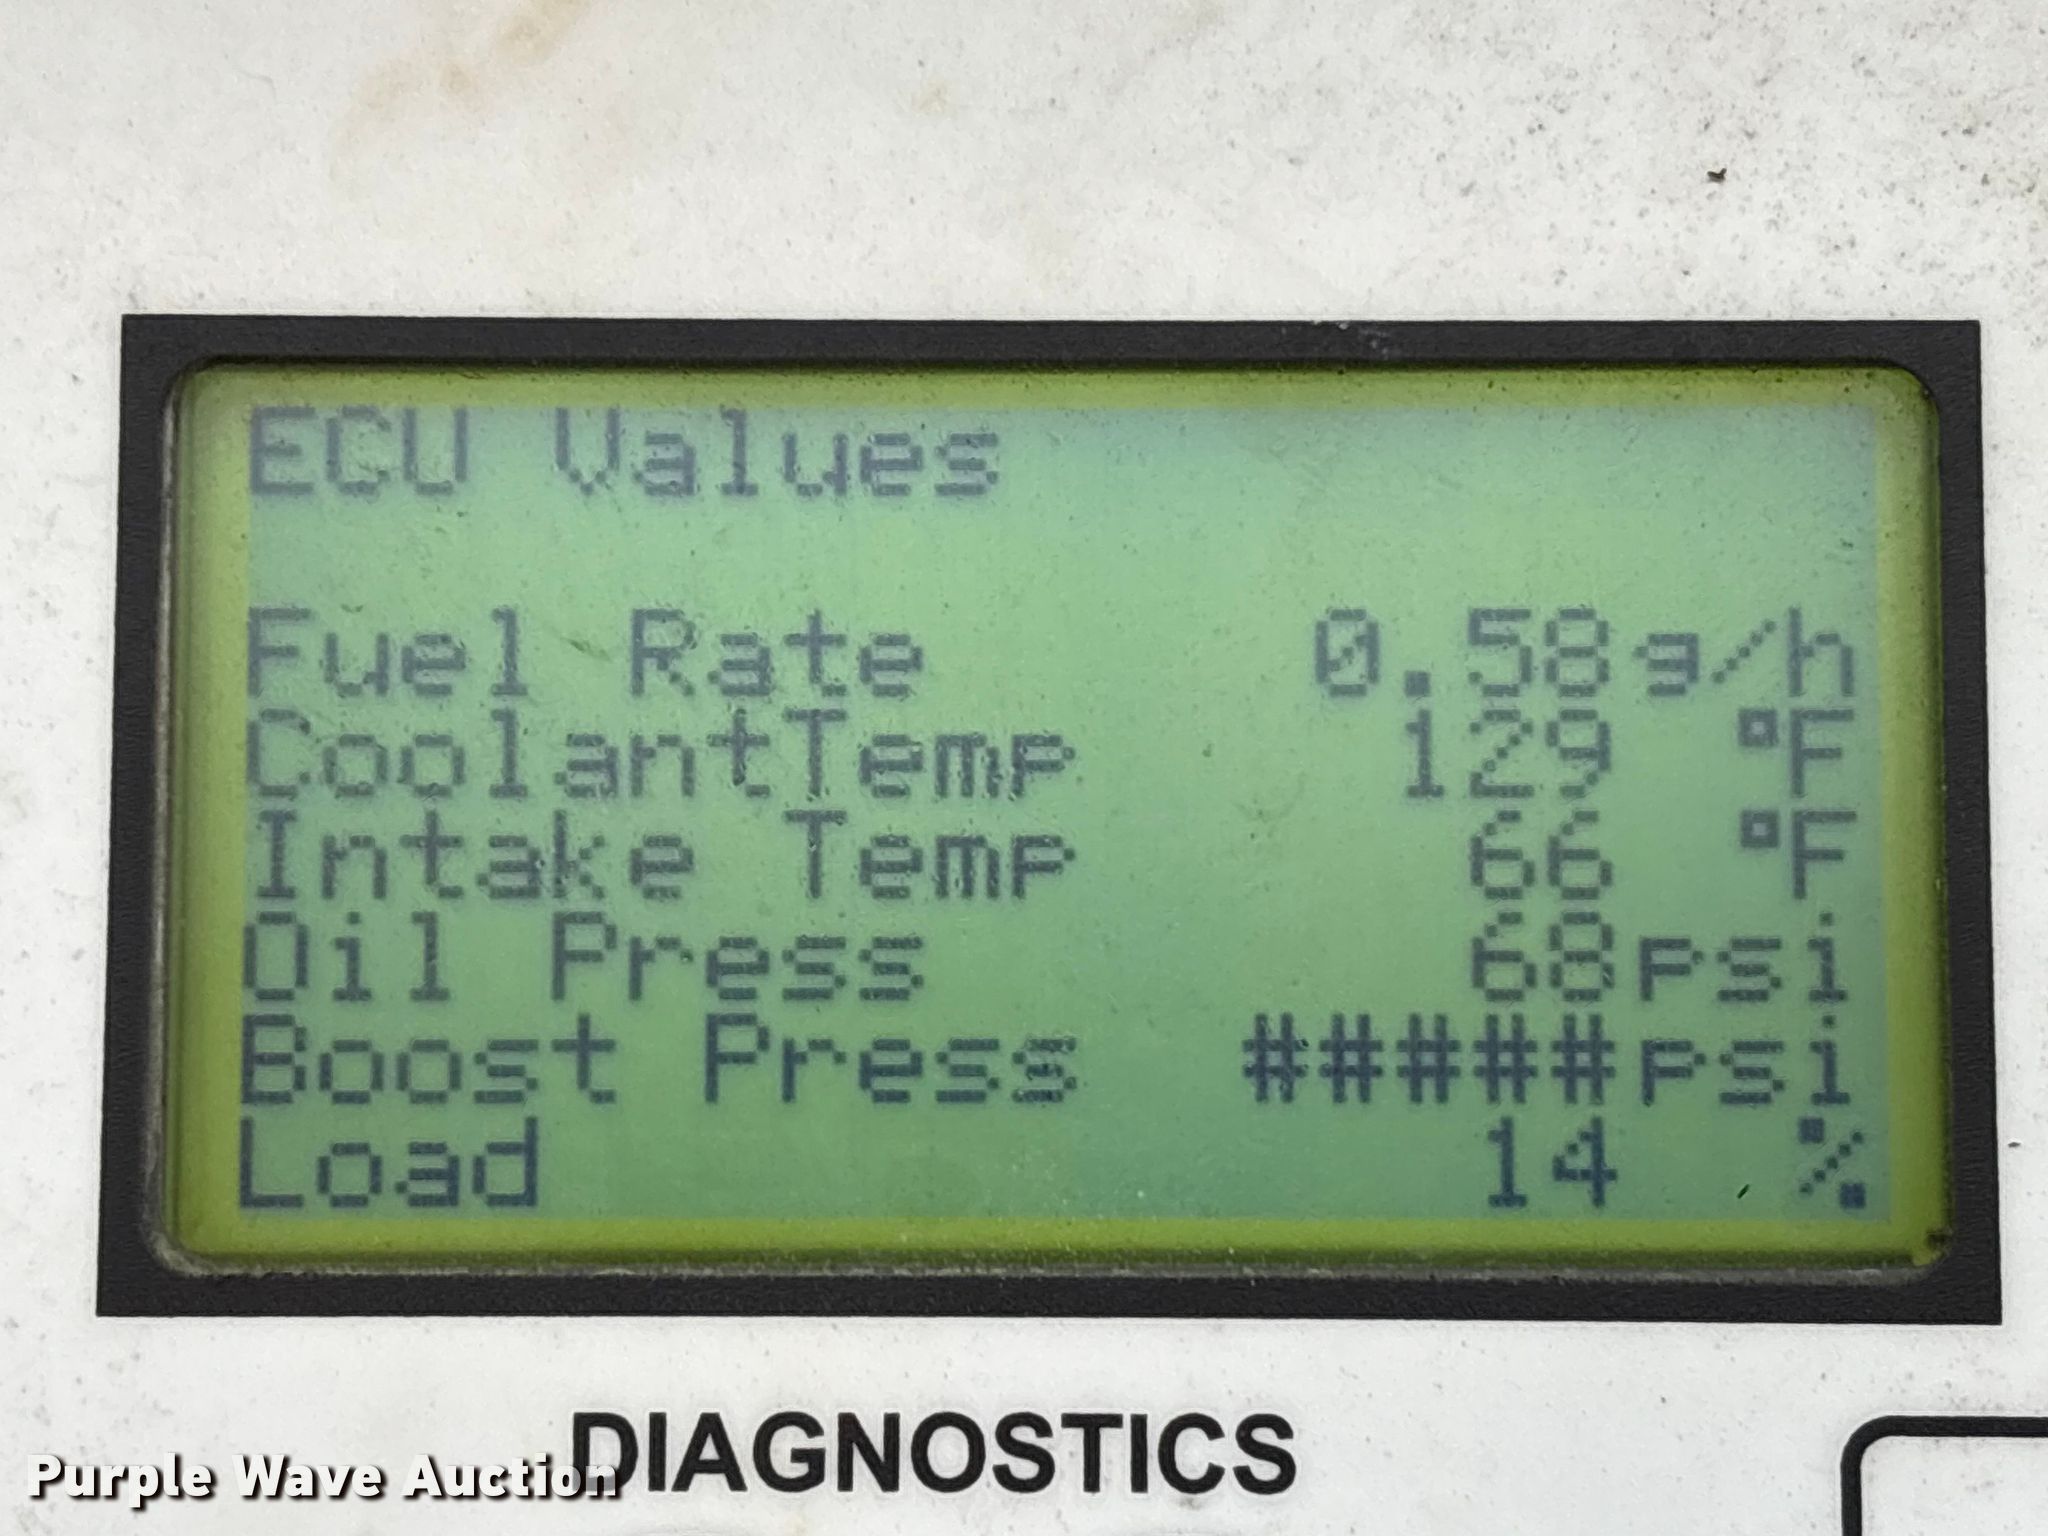 ECU Values
Fuel Rate 0.58g/h
CoolantTemp 129 °F
Intake Temp 66 °F
Oil Press 68psi
Boost Press #####psi
Load 14 %
DIAGNOSTICS
Purple Wave Auction